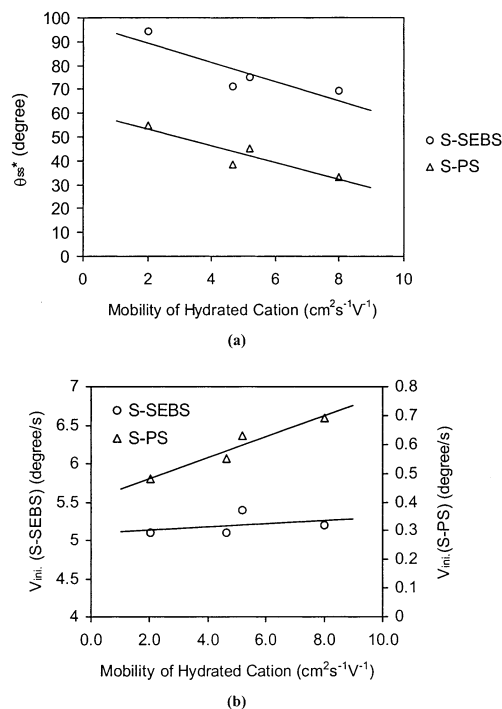 100
90
80
70
60
50
40
30
20
10
0
θss* (degree)
0 2 4 6 8 10
Mobility of Hydrated Cation (cm²s⁻¹V⁻¹)
S-SEBS
S-PS
(a)
7
6.5
6
5.5
5
4.5
4
Vini. (S-SEBS) (degree/s)
S-SEBS
S-PS
0.8
0.7
0.6
0.5
0.4
0.3
0.2
0.1
0
Vini.(S-PS) (degree/s)
0.0 2.0 4.0 6.0 8.0 10.0
Mobility of Hydrated Cation (cm²s⁻¹V⁻¹)
(b)